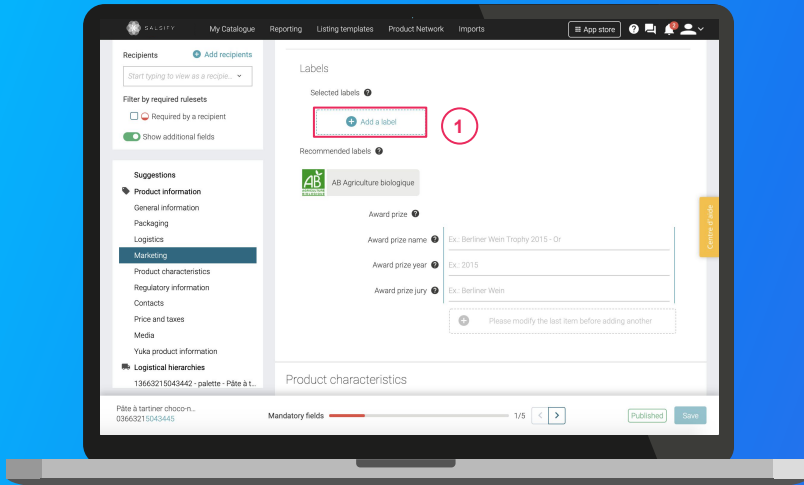 SALSIFY
My Catalogue
Reporting
Listing templates
Product Network
Imports
App store
Recipients
Add recipients
Start typing to view as a recipie...
Filter by required rulesets
Required by a recipient
Show additional fields
Suggestions
Product information
General information
Packaging
Logistics
Marketing
Product characteristics
Regulatory information
Contacts
Price and taxes
Media
Yuka product information
Logistical hierarchies
13663215043442 - palette - Pâte à t...
Labels
Selected labels
Add a label
1
Recommended labels
AB
AB Agriculture biologique
Award prize
Award prize name
Ex.: Berliner Wein Trophy 2015 - Or
Award prize year
Ex.: 2015
Award prize jury
Ex.: Berliner Wein
Please modify the last item before adding another
Product characteristics
Centre d'aide
Pâte à tartiner choco-n...
03663215043445
Mandatory fields
1/5
Published
Save